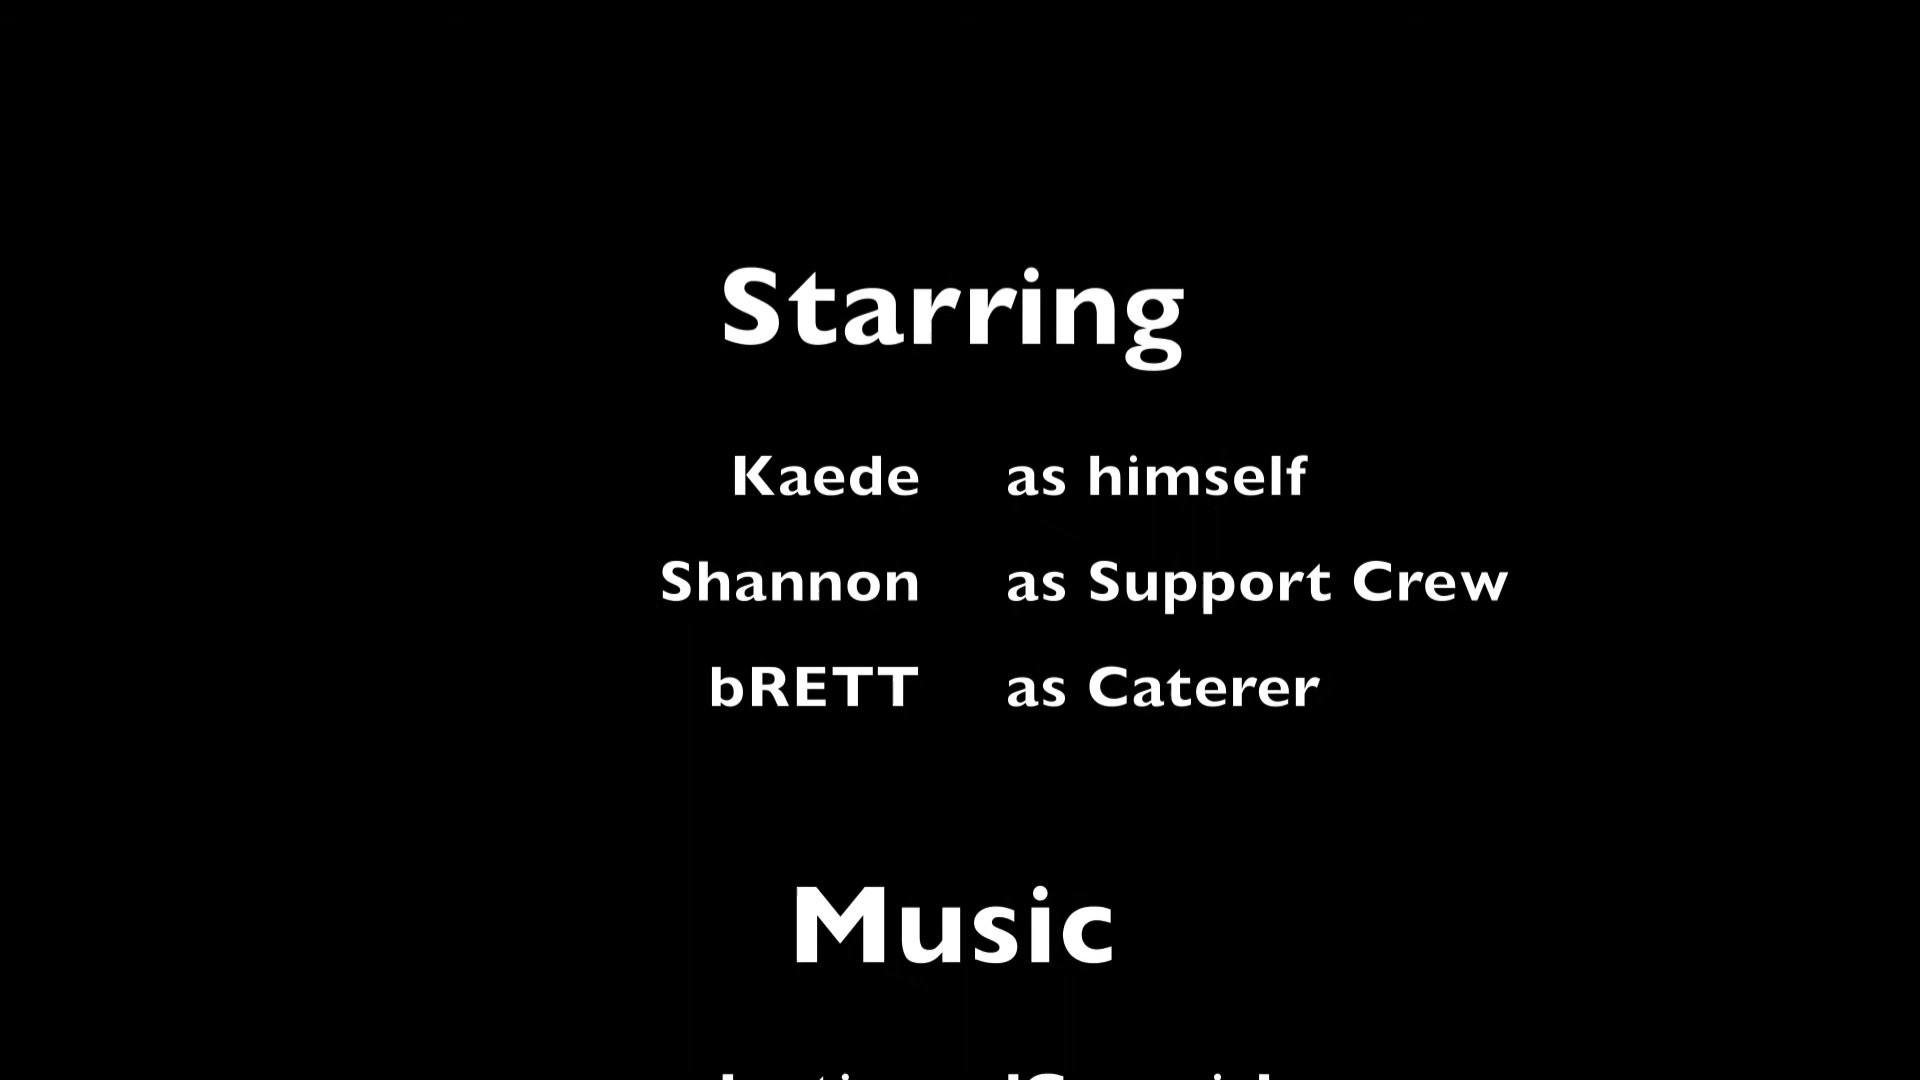 Starring
Kaede as himself
Shannon as Support Crew
bRETT as Caterer
Music